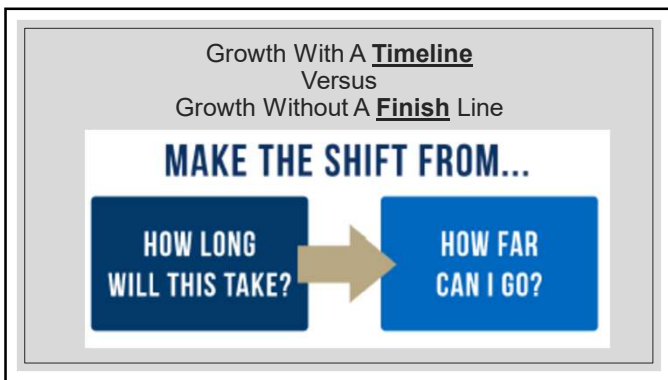 Growth With A Timeline
Versus
Growth Without A Finish Line
MAKE THE SHIFT FROM...
HOW LONG
WILL THIS TAKE?
HOW FAR
CAN I GO?